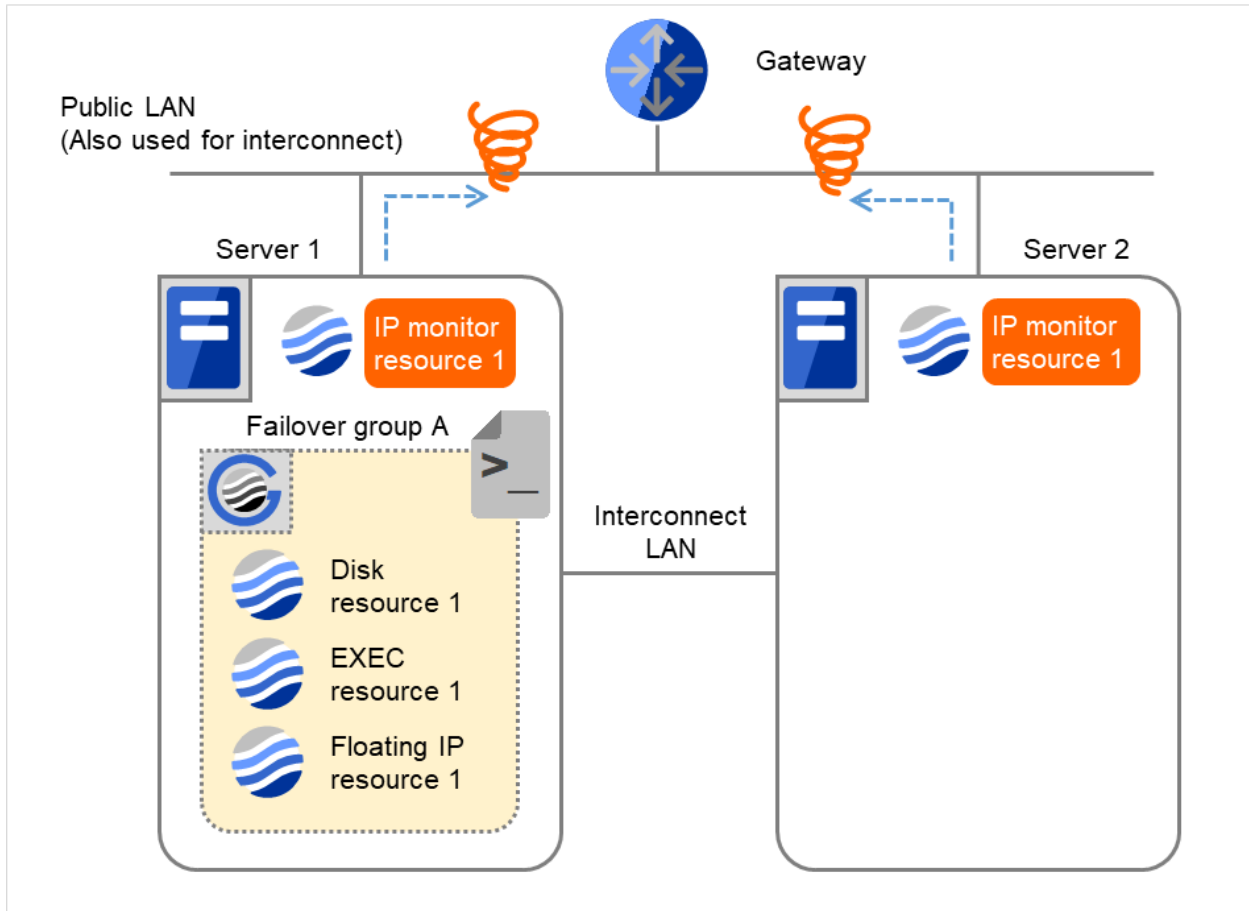 Gateway
Public LAN
(Also used for interconnect)
Server 1
Server 2
IP monitor
resource 1
IP monitor
resource 1
Failover group A
>_
Interconnect
LAN
Disk
resource 1
EXEC
resource 1
Floating IP
resource 1